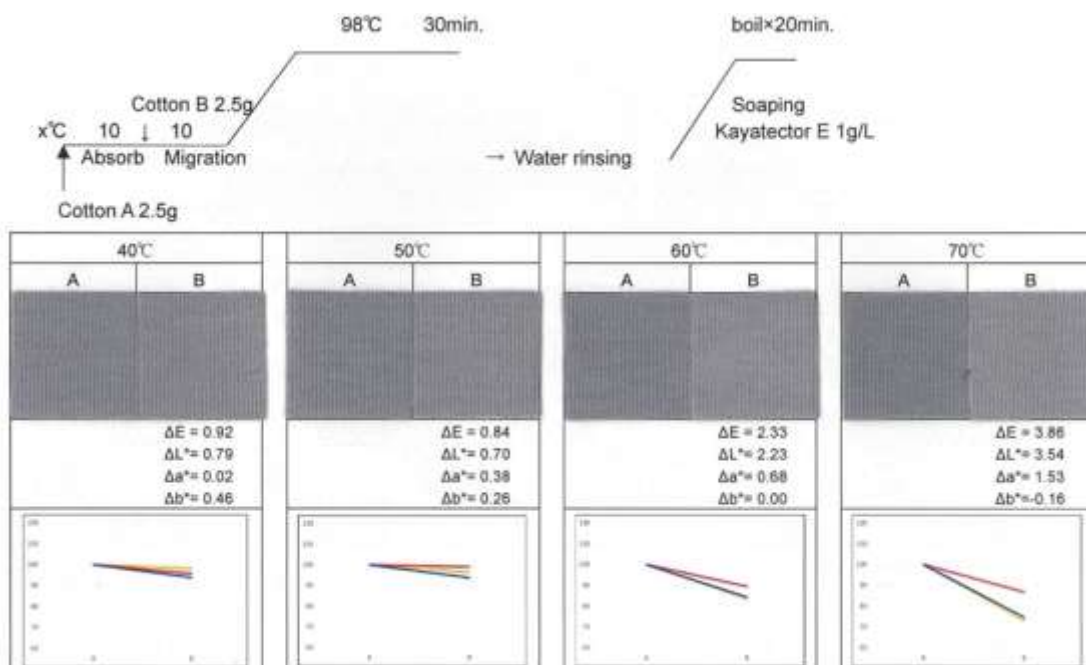 98℃ 30min. boil×20min.
Cotton B 2.5g Soaping
x℃ 10 ↓ 10 Kayatector E 1g/L
Absorb Migration → Water rinsing
Cotton A 2.5g
40℃ 50℃ 60℃ 70℃
A B A B A B A B
ΔE = 0.92 ΔE = 0.84 ΔE = 2.33 ΔE = 3.86
ΔL*= 0.79 ΔL*= 0.70 ΔL*= 2.23 ΔL*= 3.54
Δa*= 0.02 Δa*= 0.38 Δa*= 0.68 Δa*= 1.53
Δb*= 0.46 Δb*= 0.26 Δb*= 0.00 Δb*=-0.16